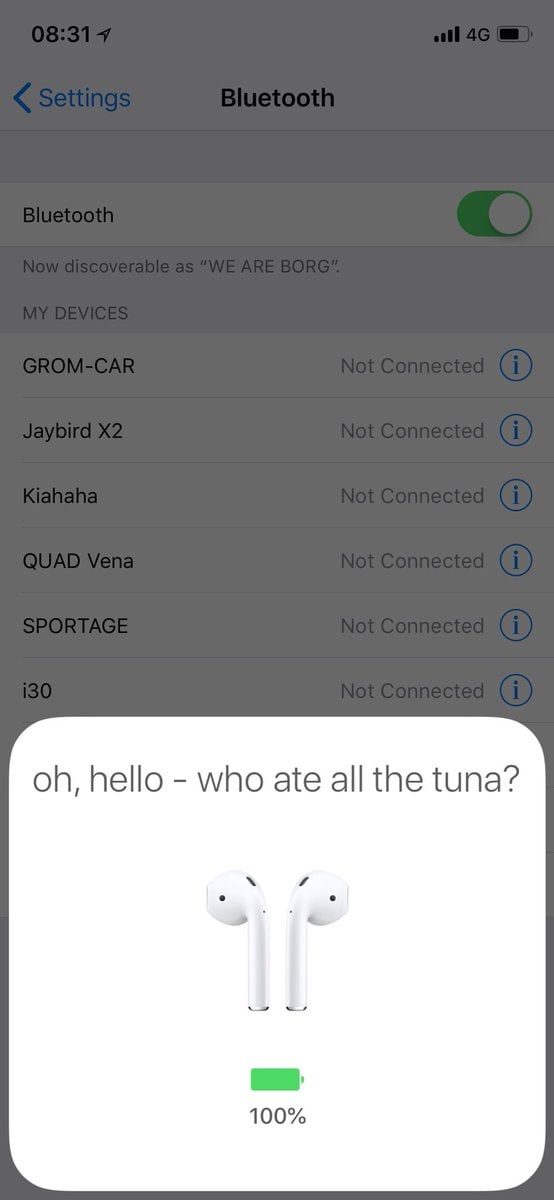 08:31 4G
Settings Bluetooth
Bluetooth
Now discoverable as “WE ARE BORG”.
MY DEVICES
GROM-CAR Not Connected
Jaybird X2 Not Connected
Kiahaha Not Connected
QUAD Vena Not Connected
SPORTAGE Not Connected
i30 Not Connected
oh, hello - who ate all the tuna?
100%